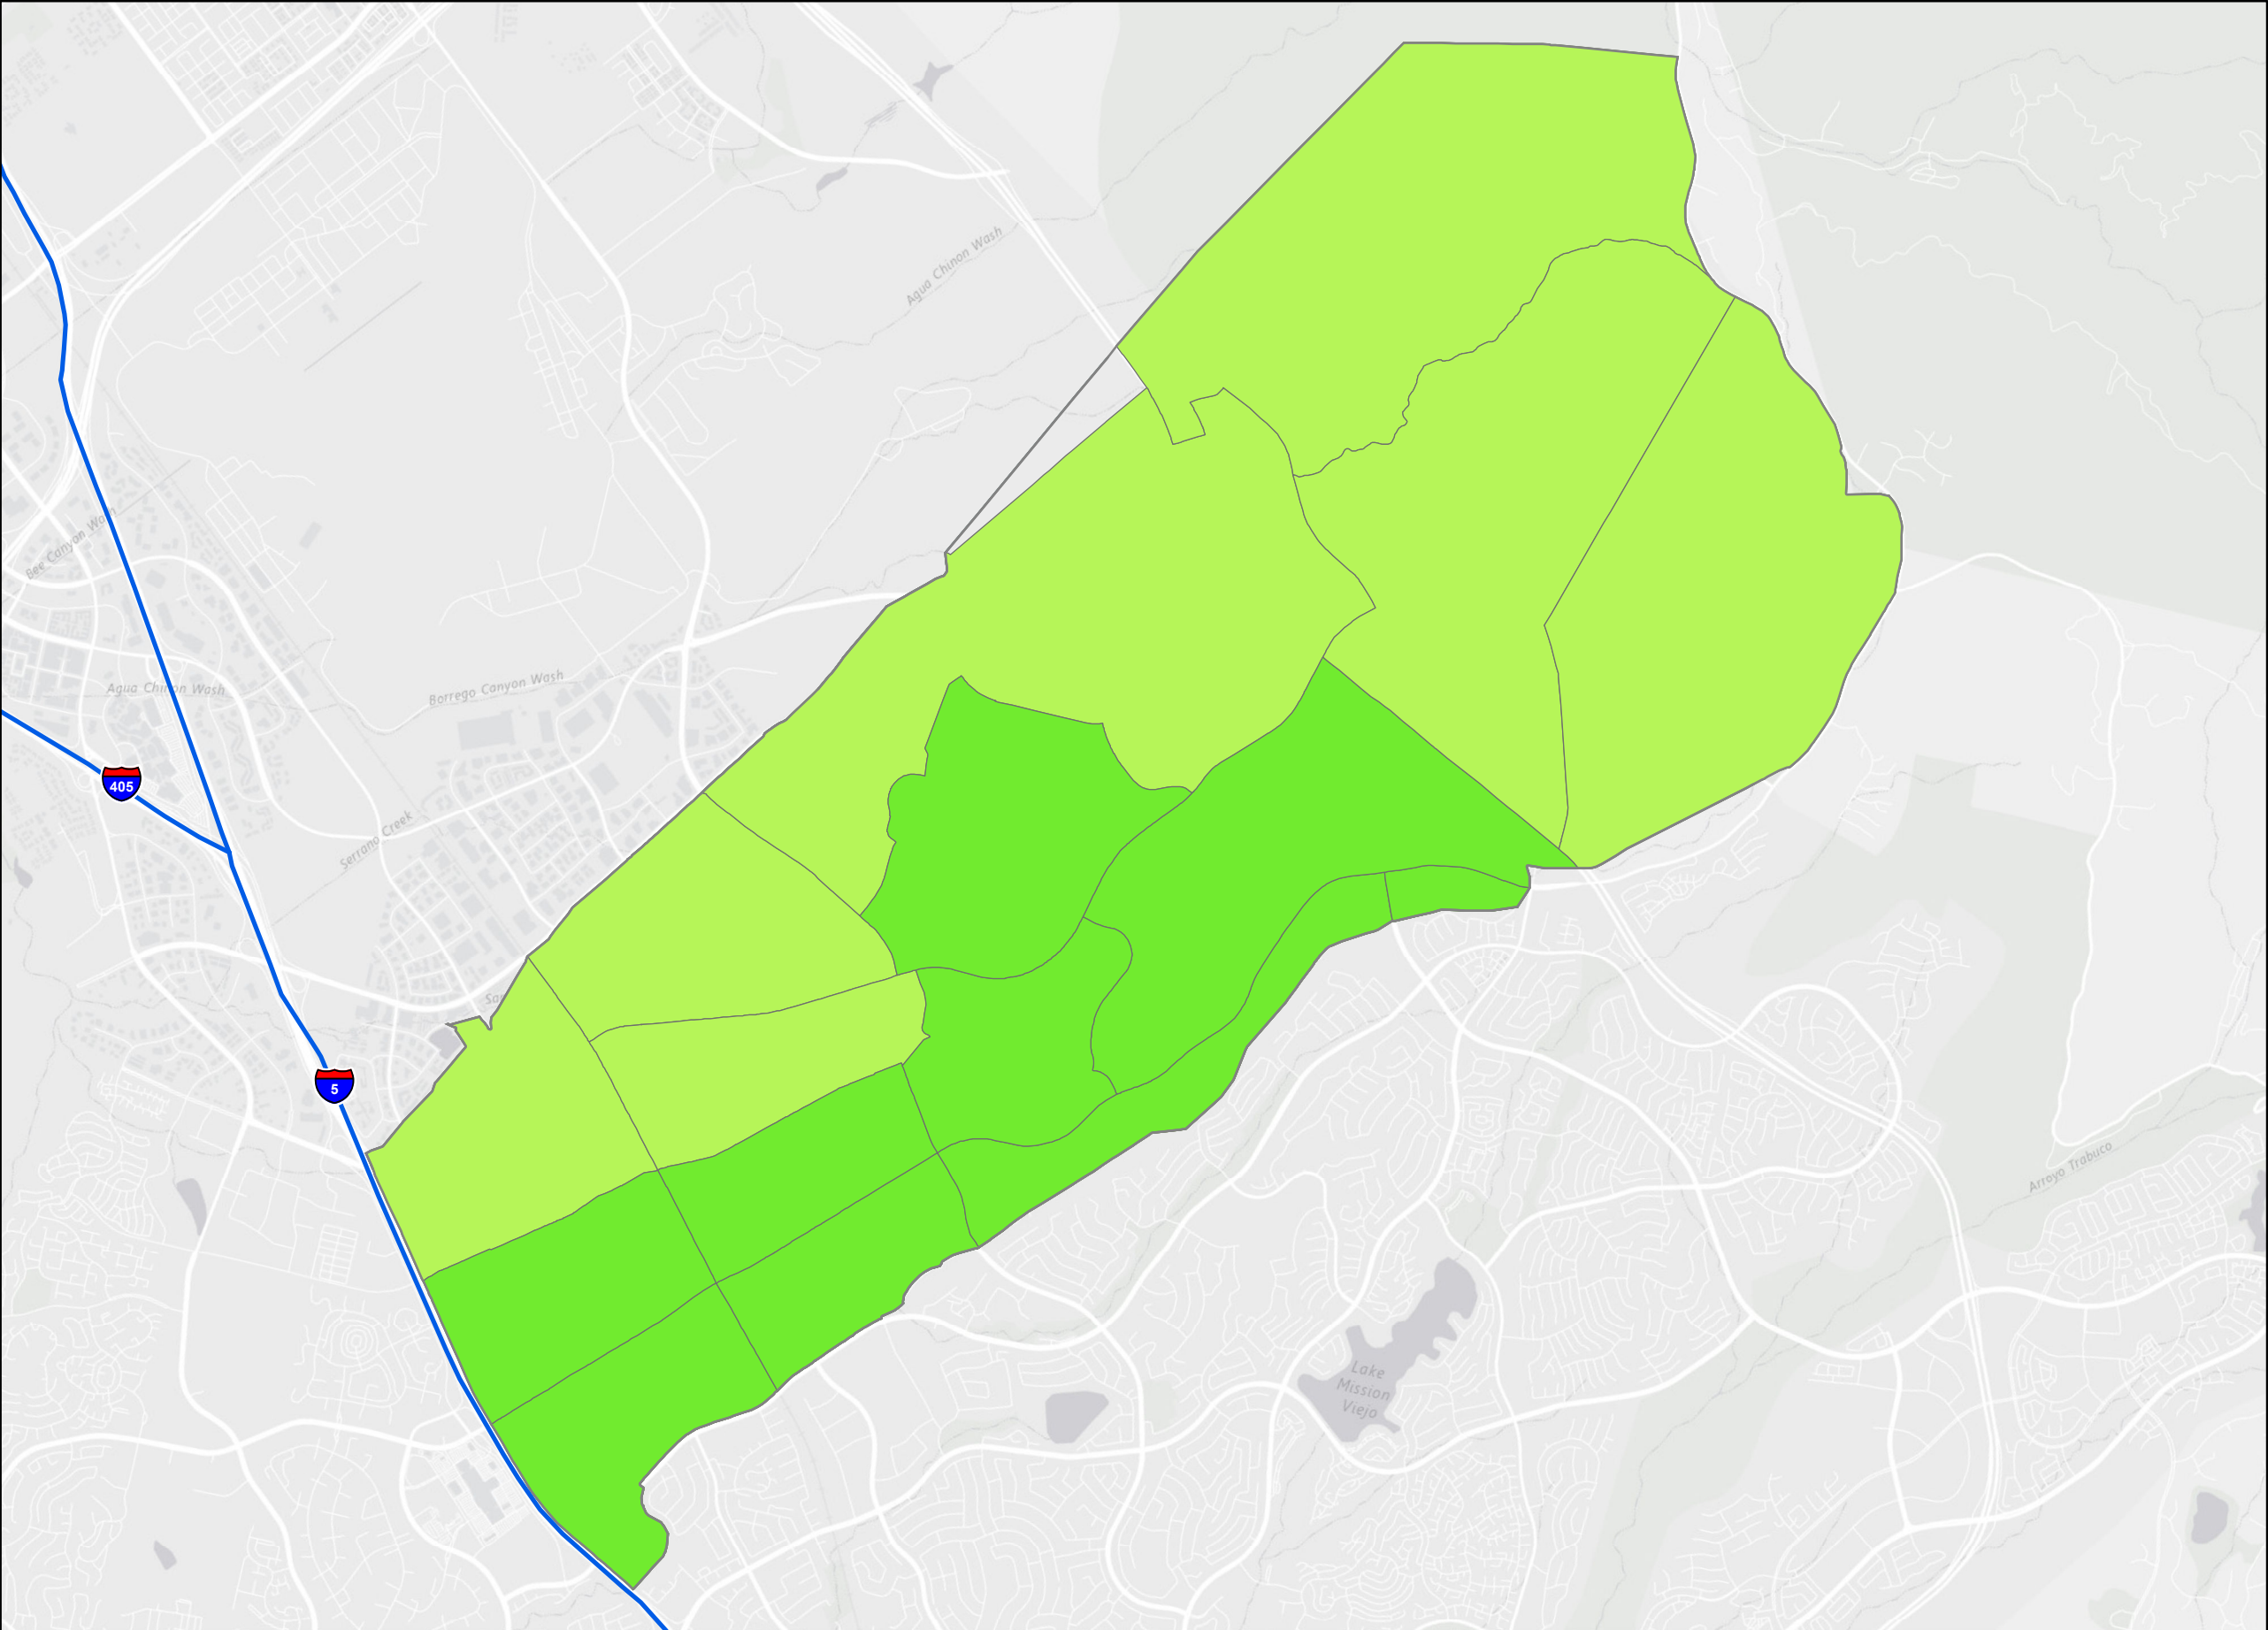 Agua Chinon Wash
Bee Canyon Wash
Agua Chinon Wash
Borrego Canyon Wash
405
Serrano Creek
San
5
Arroyo Trabuco
Lake
Mission
Viejo